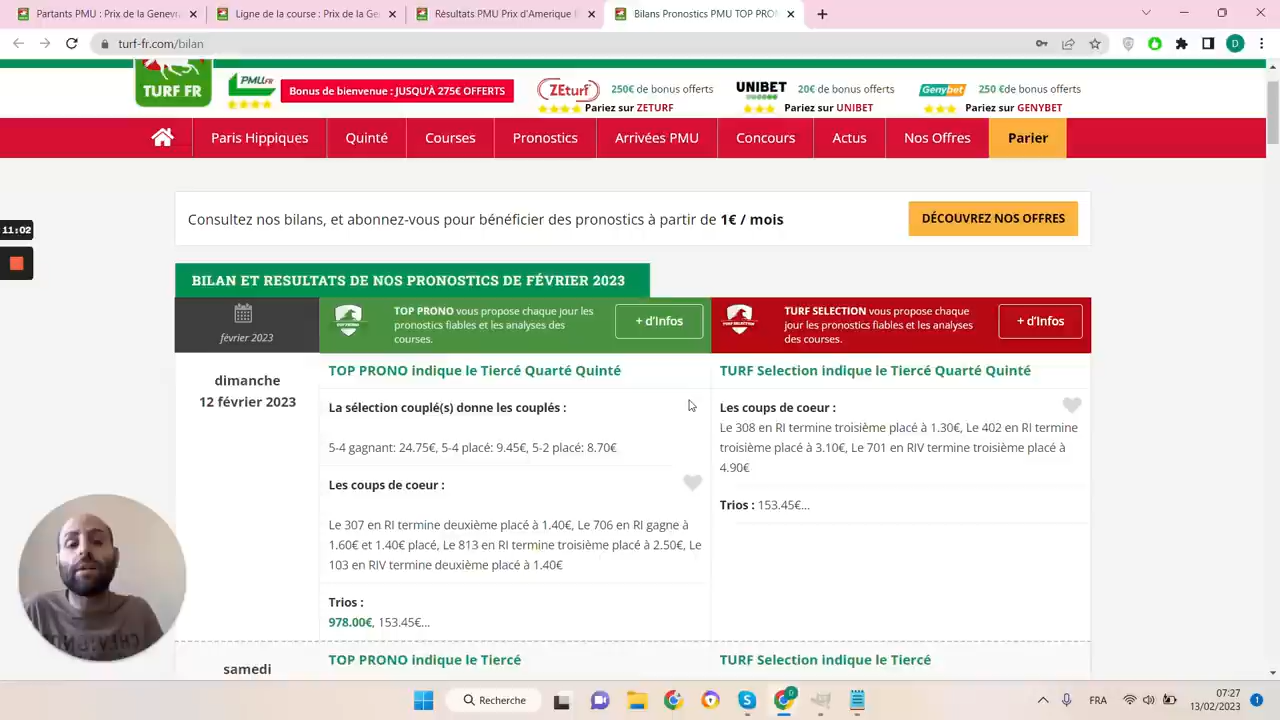 Partants PMU : Prix de la Genevr
Ligne de la course : Prix de la Ge
Résultats PMU Prix d'Amerique
Bilans Pronostics PMU TOP PRON
turf-fr.com/bilan
D
TURF FR
PMU.FR
Bonus de bienvenue : JUSQU'À 275€ OFFERTS
ZEturf
250€ de bonus offerts
Pariez sur ZETURF
UNIBET
20€ de bonus offerts
Pariez sur UNIBET
Genybet
250 €de bonus offerts
Pariez sur GENYBET
Paris Hippiques
Quinté
Courses
Pronostics
Arrivées PMU
Concours
Actus
Nos Offres
Parier
Consultez nos bilans, et abonnez-vous pour bénéficier des pronostics à partir de 1€ / mois
DÉCOUVREZ NOS OFFRES
11:02
BILAN ET RESULTATS DE NOS PRONOSTICS DE FÉVRIER 2023
février 2023
TOP PRONO vous propose chaque jour les
pronostics fiables et les analyses des
courses.
+ d'Infos
TURF SELECTION vous propose chaque
jour les pronostics fiables et les analyses
des courses.
+ d'Infos
dimanche
12 février 2023
TOP PRONO indique le Tiercé Quarté Quinté
La sélection couplé(s) donne les couplés :
5-4 gagnant: 24.75€, 5-4 placé: 9.45€, 5-2 placé: 8.70€
Les coups de coeur :
Le 307 en RI termine deuxième placé à 1.40€, Le 706 en RI gagne à
1.60€ et 1.40€ placé, Le 813 en RI termine troisième placé à 2.50€, Le
103 en RIV termine deuxième placé à 1.40€
Trios :
978.00€, 153.45€...
TURF Selection indique le Tiercé Quarté Quinté
Les coups de coeur :
Le 308 en RI termine troisième placé à 1.30€, Le 402 en RI termine
troisième placé à 3.10€, Le 701 en RIV termine troisième placé à
4.90€
Trios : 153.45€...
samedi
TOP PRONO indique le Tiercé
TURF Selection indique le Tiercé
Recherche
FRA
07:27
13/02/2023